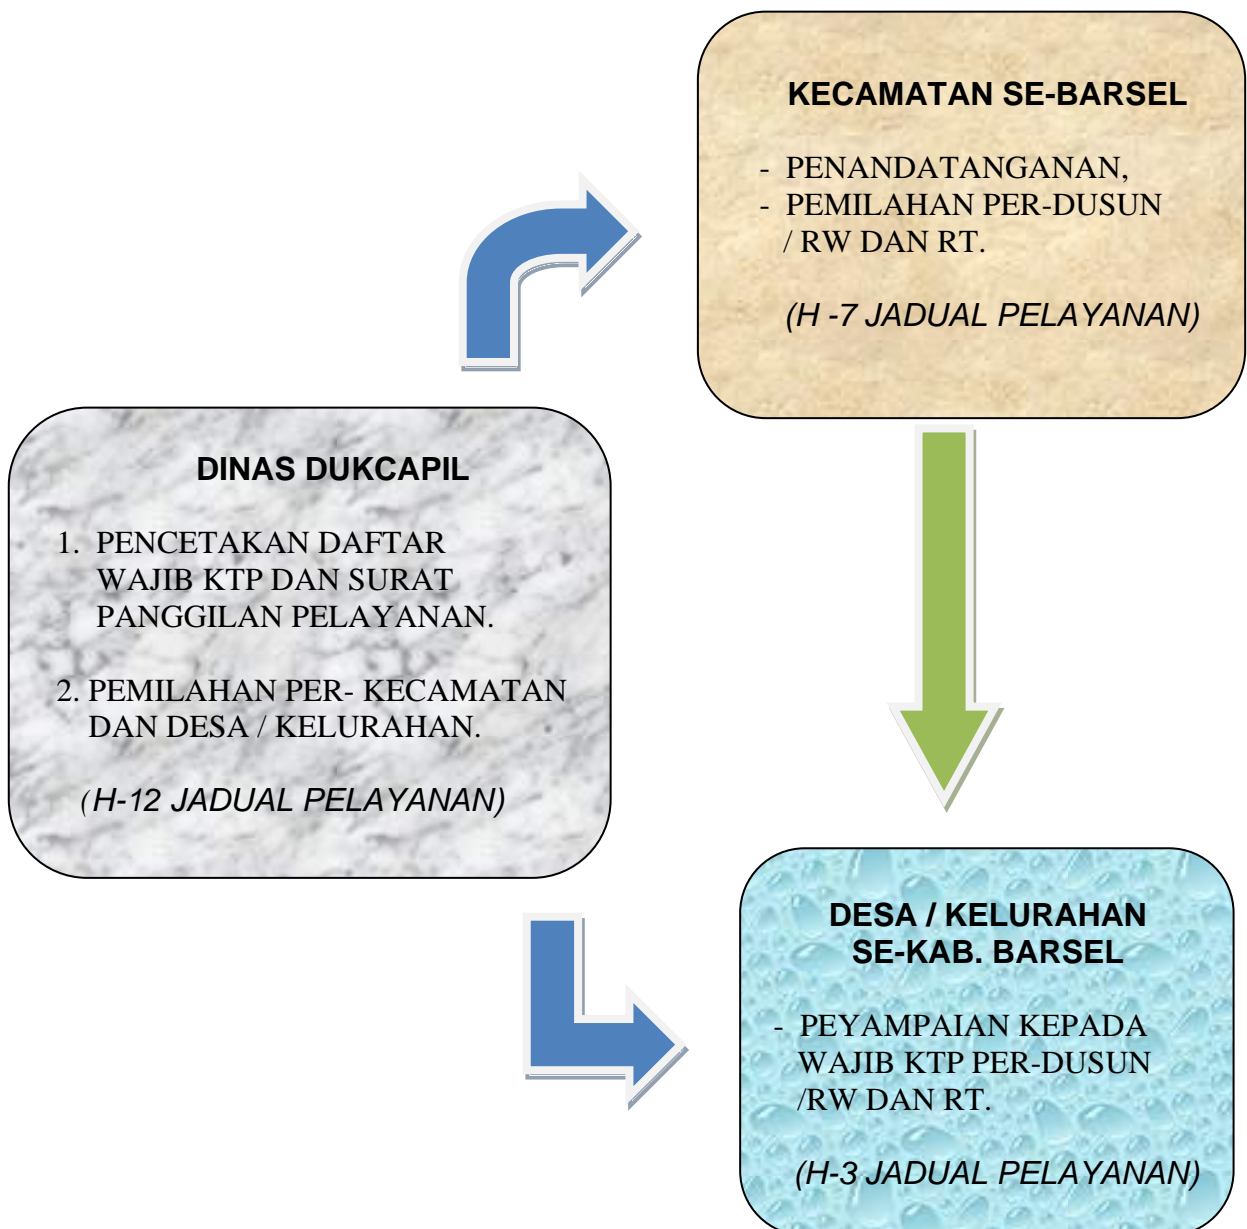 KECAMATAN SE-BARSEL
- PENANDATANGANAN,
- PEMILAHAN PER-DUSUN
/ RW DAN RT.
(H -7 JADUAL PELAYANAN)
DINAS DUKCAPIL
1. PENCETAKAN DAFTAR
WAJIB KTP DAN SURAT
PANGGILAN PELAYANAN.
2. PEMILAHAN PER- KECAMATAN
DAN DESA / KELURAHAN.
(H-12 JADUAL PELAYANAN)
DESA / KELURAHAN
SE-KAB. BARSEL
- PEYAMPAIAN KEPADA
WAJIB KTP PER-DUSUN
/RW DAN RT.
(H-3 JADUAL PELAYANAN)